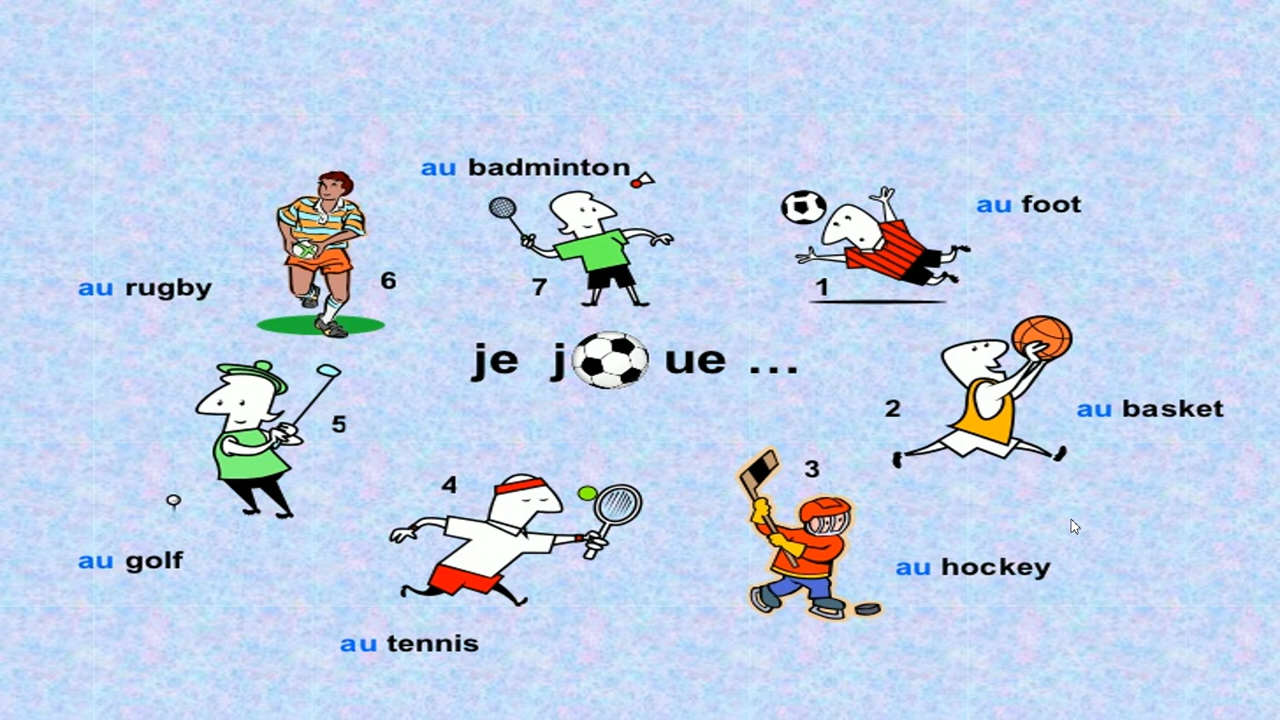 au badminton
au foot
au rugby
6
7
1
je joue ...
5
2
au basket
4
3
au golf
au hockey
au tennis